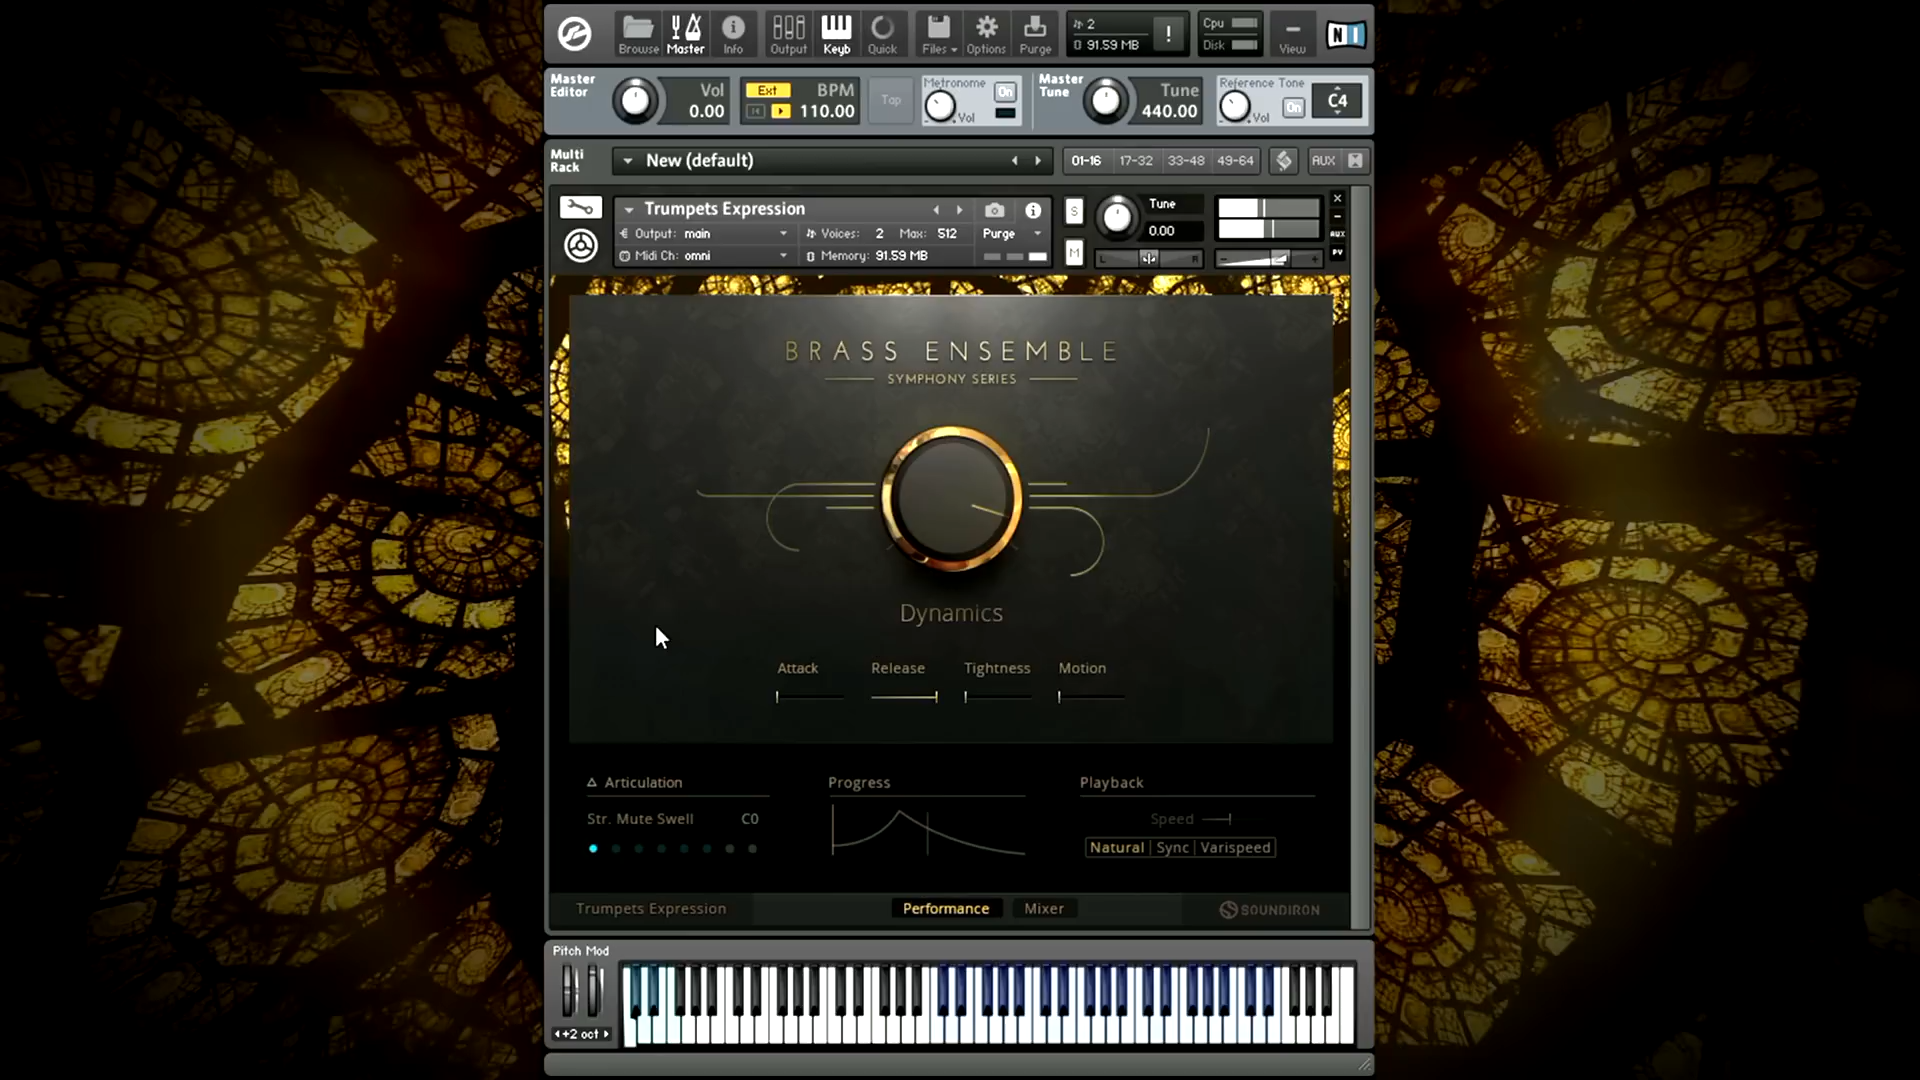 Browse Master Info Output Keyb Quick Files Options Purge
2
91.59 MB
!
Cpu
Disk
View
NI
Master
Editor
Vol
0.00
Ext BPM
110.00
Tap
Metronome
On
Vol
Master
Tune
Tune
440.00
Reference Tone
On
Vol
C4
Multi
Rack
New (default)
01-16 17-32 33-48 49-64
AUX
Trumpets Expression
Output: main
Voices: 2 Max: 512
Purge
Midi Ch: omni
Memory: 91.59 MB
S
M
Tune
0.00
L R
- +
AUX
PV
BRASS ENSEMBLE
SYMPHONY SERIES
Dynamics
Attack Release Tightness Motion
Articulation
Str. Mute Swell C0
Progress
Playback
Speed
Natural | Sync | Varispeed
Trumpets Expression
Performance Mixer
SOUNDIRON
Pitch Mod
+2 oct